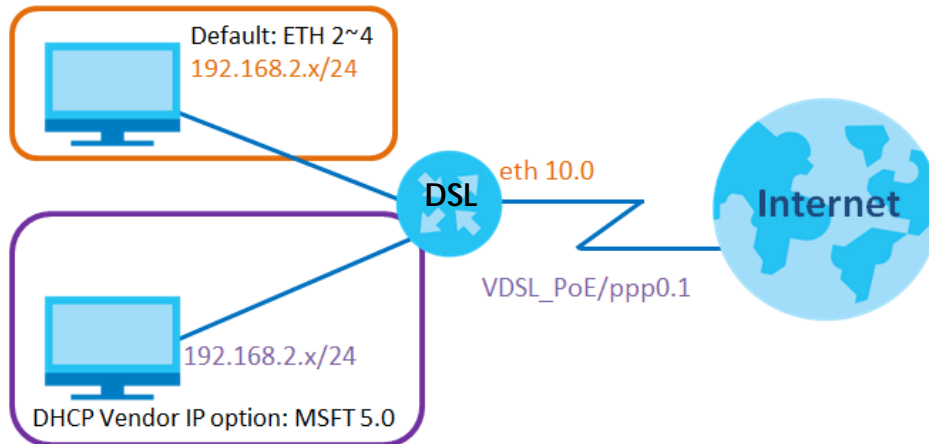 Default: ETH 2~4
192.168.2.x/24
DSL
eth 10.0
Internet
VDSL_PoE/ppp0.1
192.168.2.x/24
DHCP Vendor IP option: MSFT 5.0